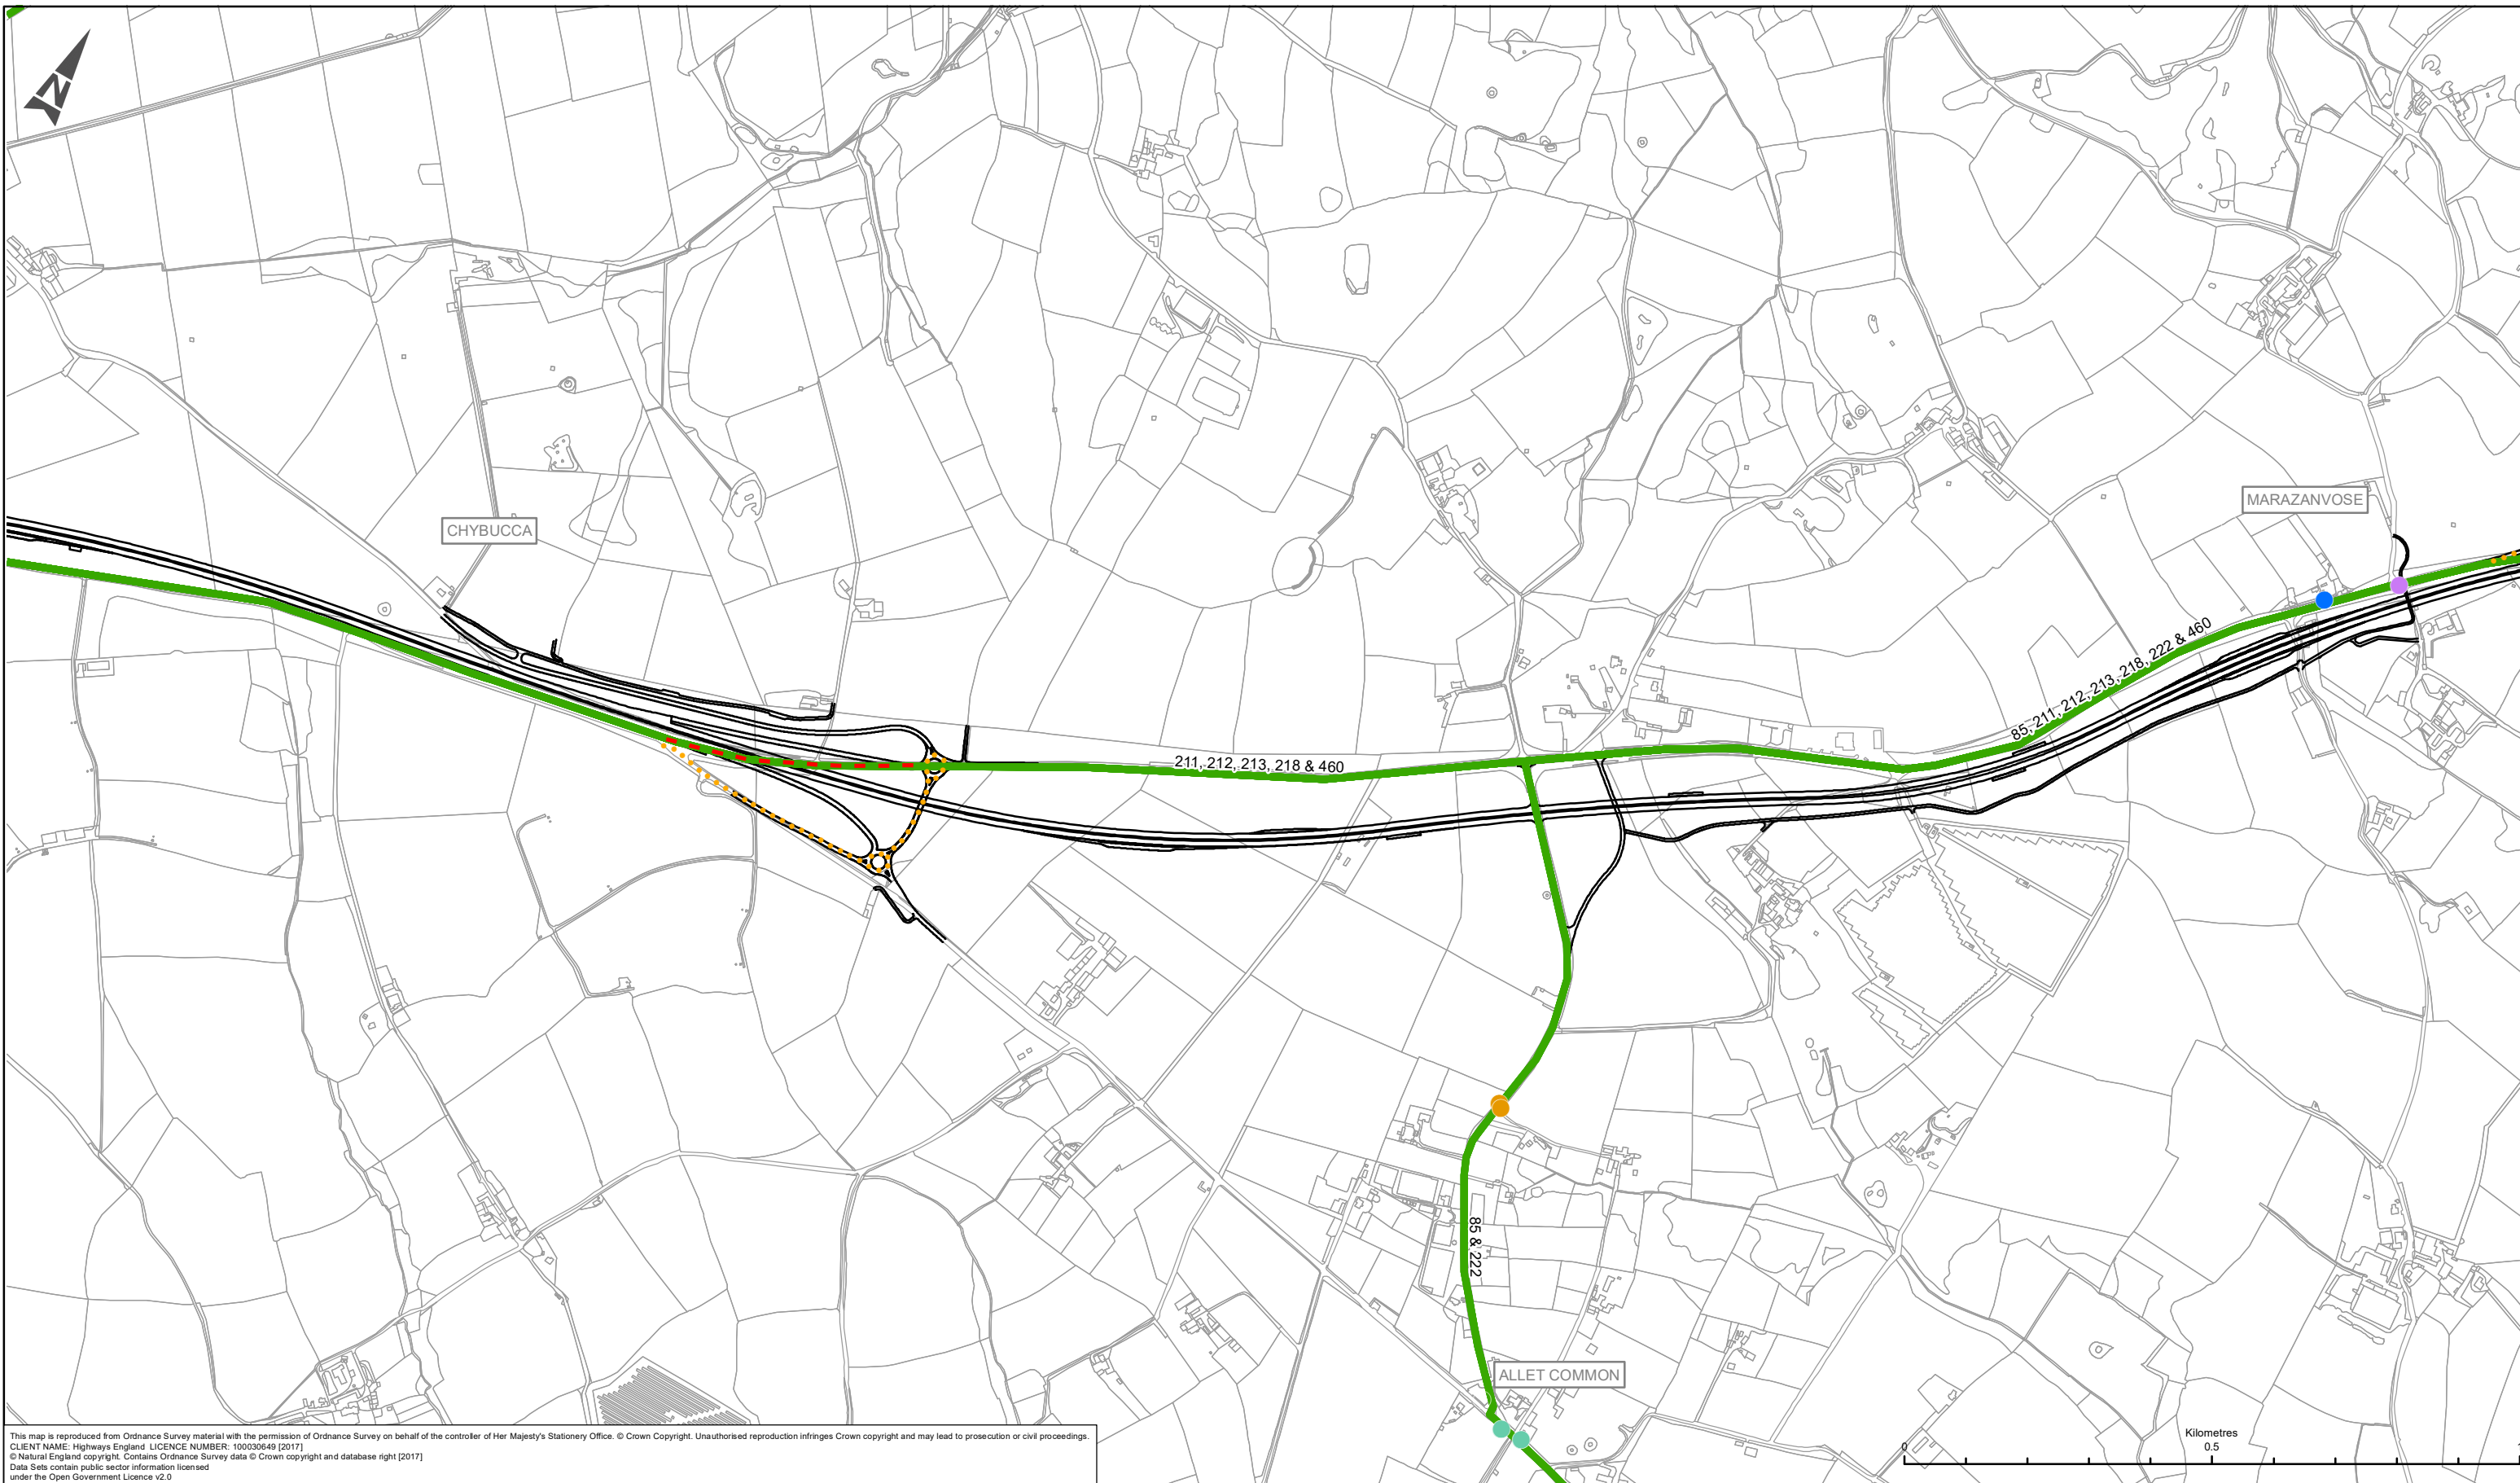 N
MARAZANVOSE
CHYBUCCA
85, 211, 212, 213, 218, 222 & 460
211, 212, 213, 218 & 460
85 & 222
ALLET COMMON
This map is reproduced from Ordnance Survey material with the permission of Ordnance Survey on behalf of the controller of Her Majesty's Stationery Office. © Crown Copyright. Unauthorised reproduction infringes Crown copyright and may lead to prosecution or civil proceedings.
CLIENT NAME: Highways England LICENCE NUMBER: 100030649 [2017]
© Natural England copyright. Contains Ordnance Survey data © Crown copyright and database right [2017]
Data Sets contain public sector information licensed
under the Open Government Licence v2.0
Kilometres
0 0.5